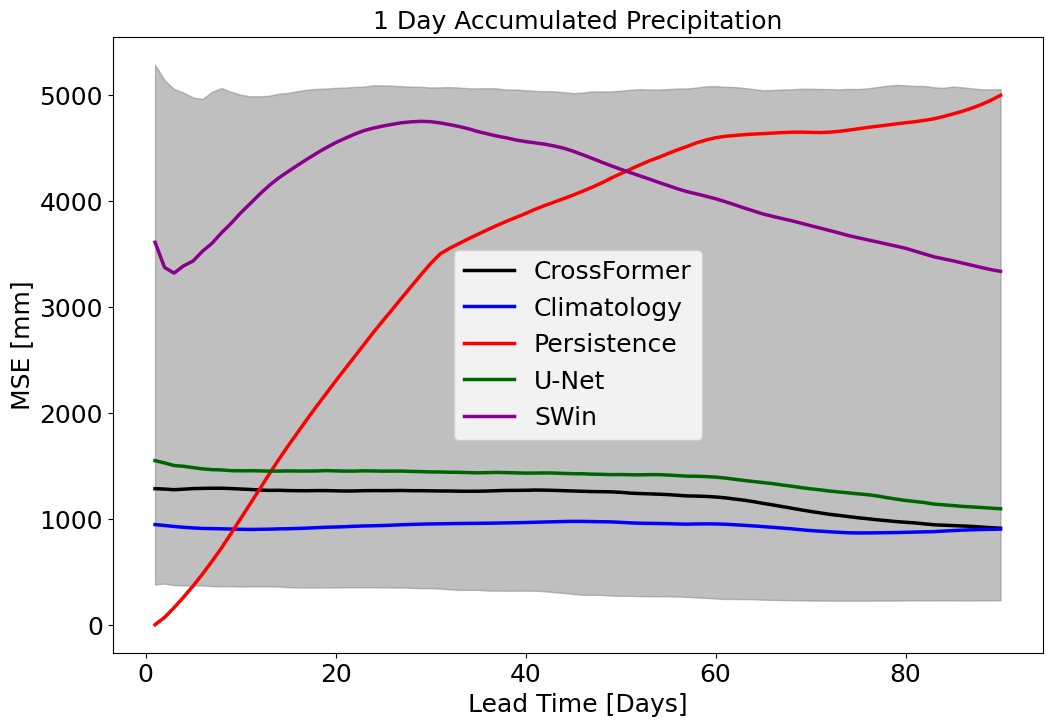 1 Day Accumulated Precipitation
MSE [mm]
5000
4000
3000
2000
1000
0
CrossFormer
Climatology
Persistence
U-Net
SWin
0 20 40 60 80
Lead Time [Days]